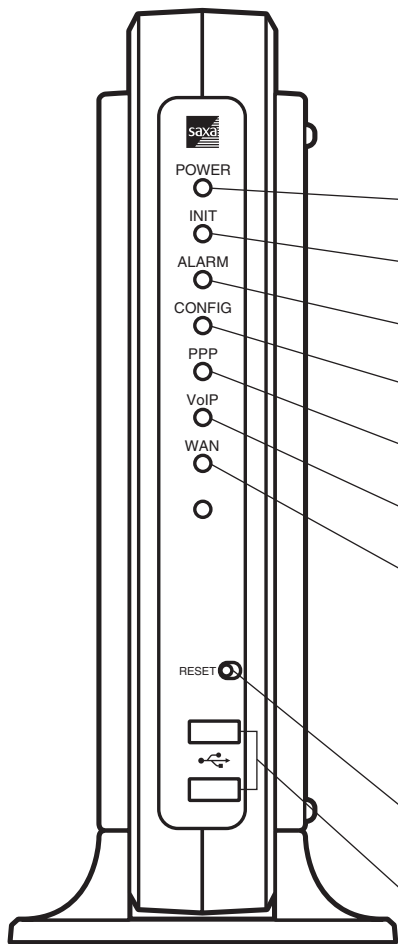 saxa
POWER
INIT
ALARM
CONFIG
PPP
VoIP
WAN
RESET